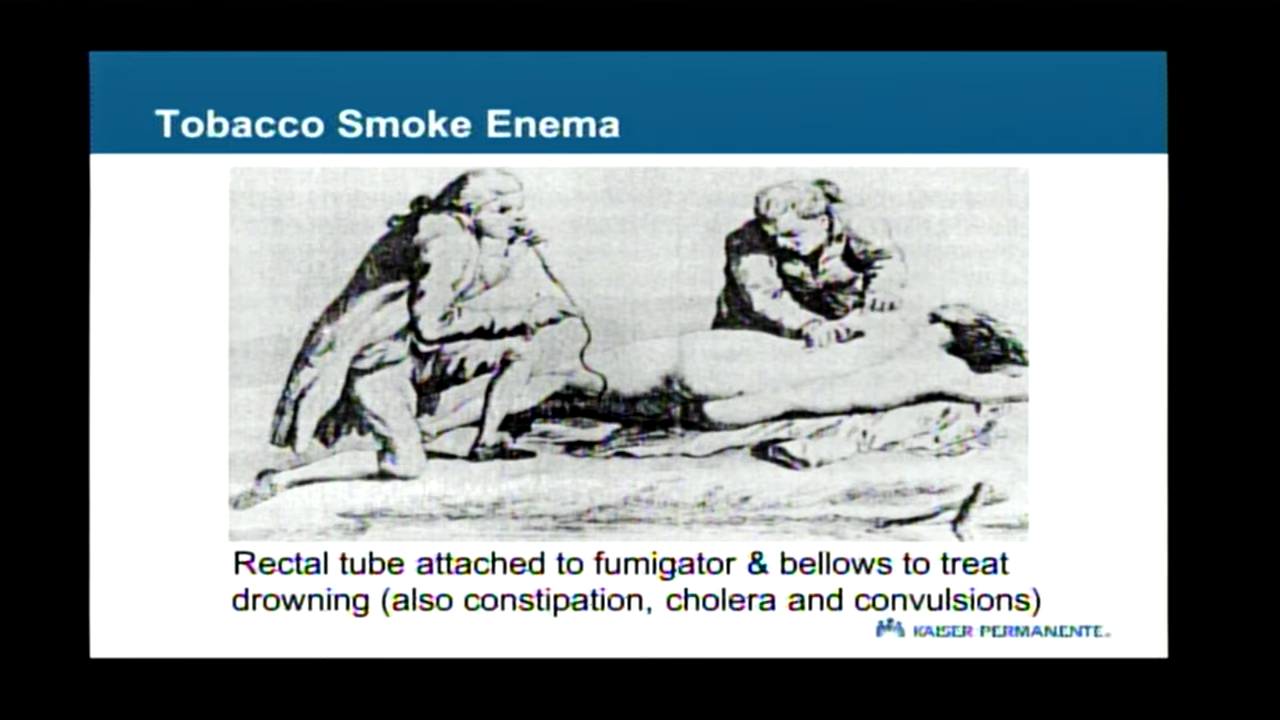 Tobacco Smoke Enema
Rectal tube attached to fumigator & bellows to treat
drowning (also constipation, cholera and convulsions)
KAISER PERMANENTE®